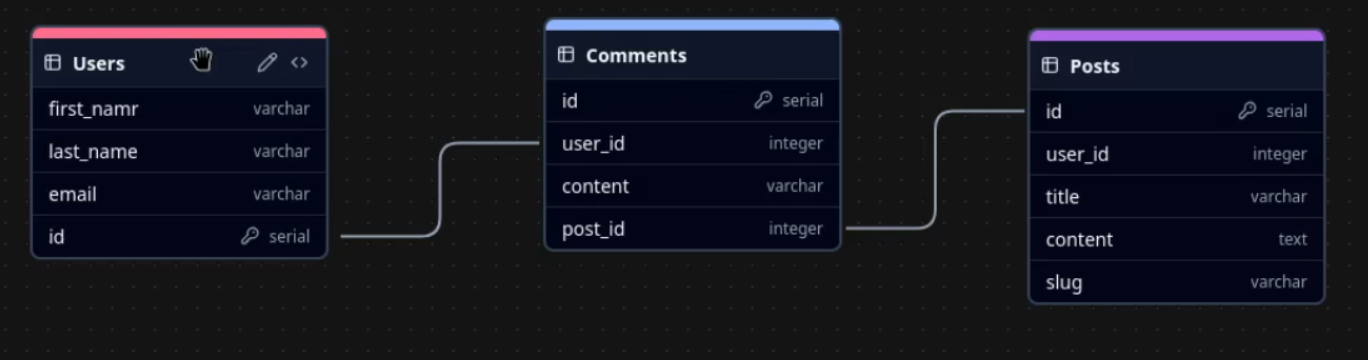 Users
first_namr varchar
last_name varchar
email varchar
id serial
Comments
id serial
user_id integer
content varchar
post_id integer
Posts
id serial
user_id integer
title varchar
content text
slug varchar